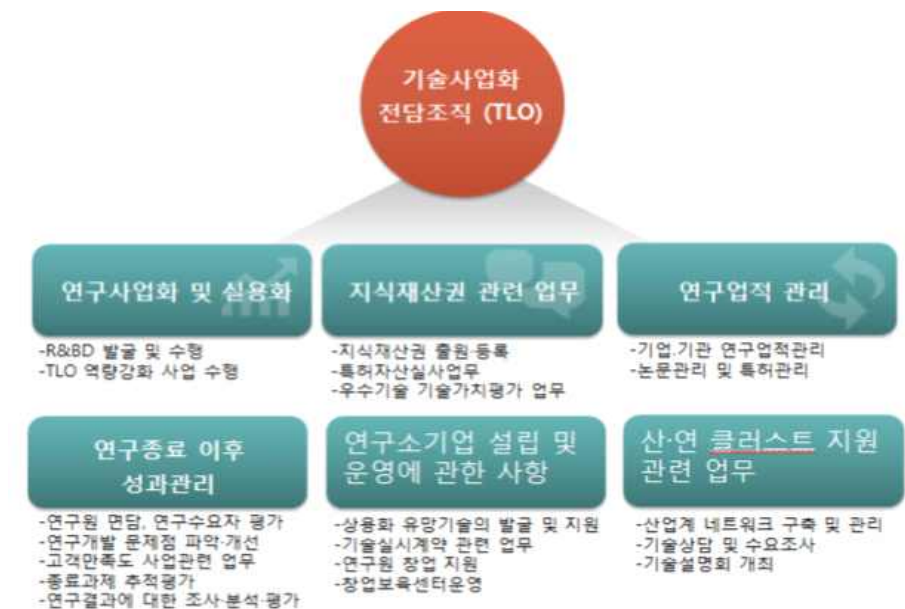 기술사업화
전담조직 (TLO)
연구사업화 및 실용화
-R&BD 발굴 및 수행
-TLO 역량강화 사업 수행
지식재산권 관련 업무
-지식재산권 출원·등록
-특허자산실사업무
-우수기술 기술가치평가 업무
연구업적 관리
-기업.기관 연구업적관리
-논문관리 및 특허관리
연구종료 이후
성과관리
-연구원 면담, 연구수요자 평가
-연구개발 문제점 파악·개선
-고객만족도 사업관련 업무
-종료과제 추적평가
-연구결과에 대한 조사·분석·평가
연구소기업 설립 및
운영에 관한 사항
-상용화 유망기술의 발굴 및 지원
-기술실시계약 관련 업무
-연구원 창업 지원
-창업보육센터운영
산·연 클러스트 지원
관련 업무
-산업계 네트워크 구축 및 관리
-기술상담 및 수요조사
-기술설명회 개최